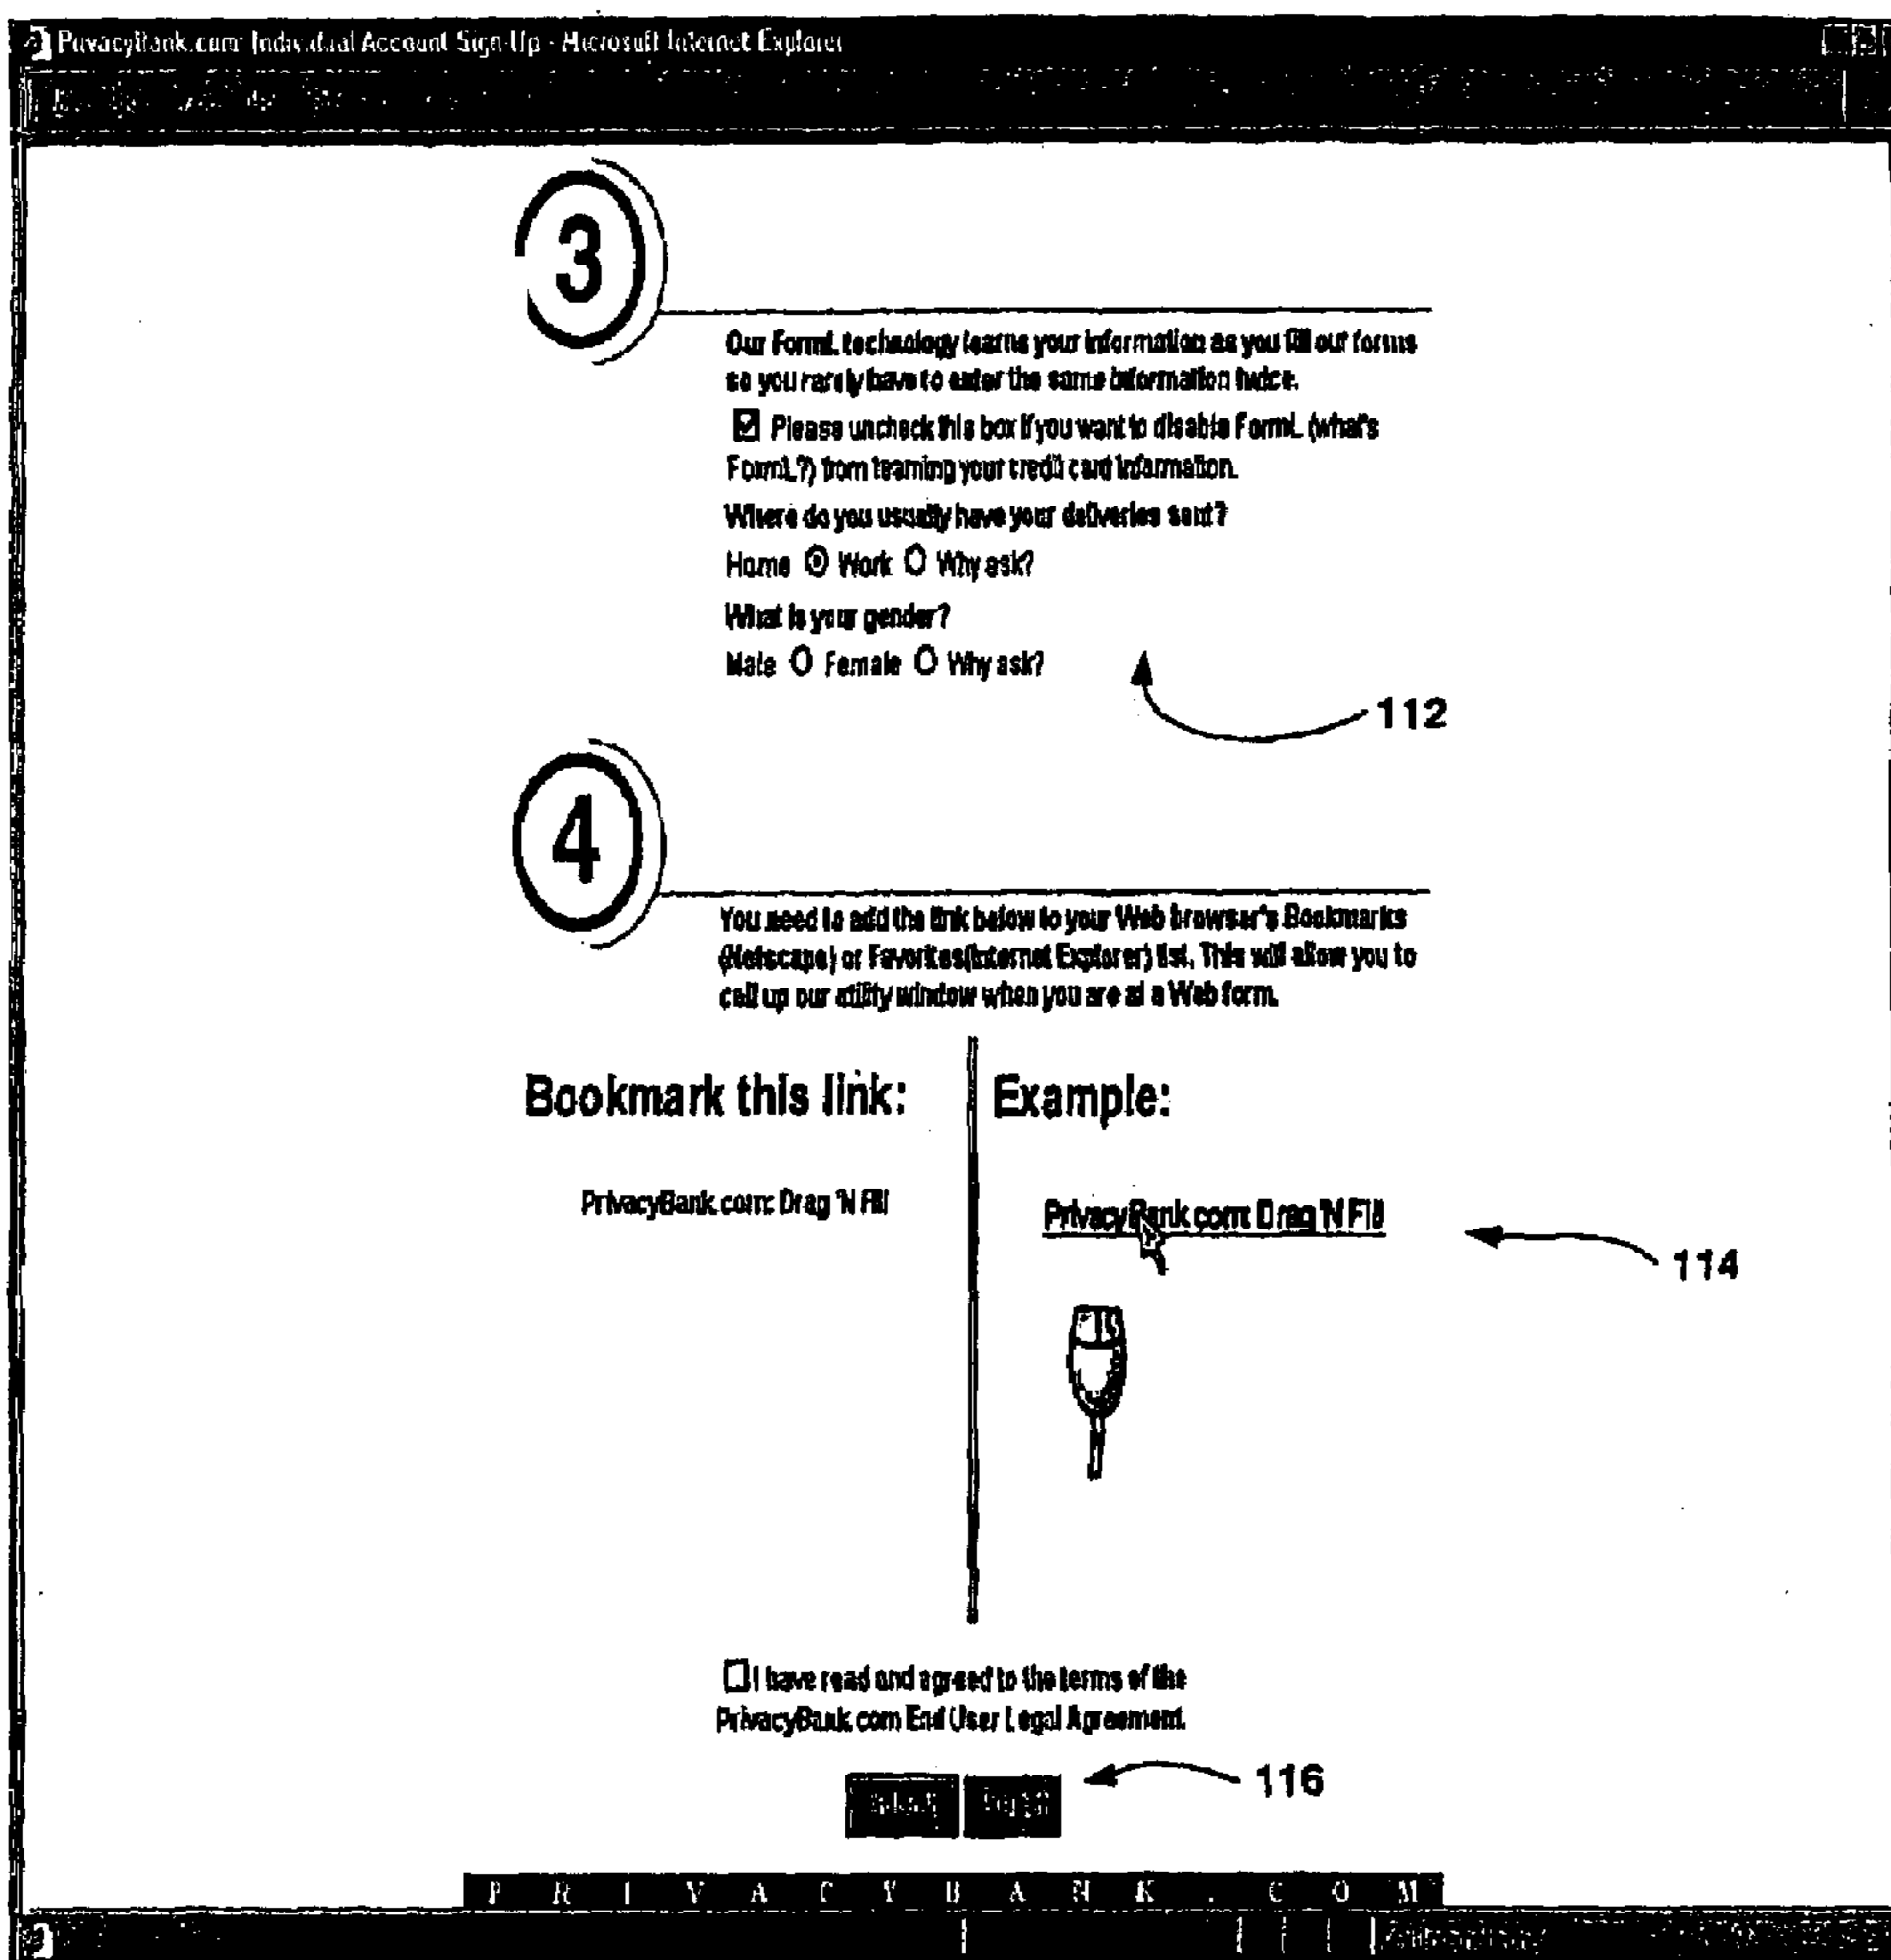 PrivacyBank.com: Individual Account Sign-Up - Microsoft Internet Explorer
3
Our FormL technology learns your information as you fill out forms
so you rarely have to enter the same information twice.
Please uncheck this box if you want to disable FormL (what's
FormL?) from learning your credit card information.
Where do you usually have your deliveries sent?
Home Work Why ask?
What is your gender?
Male Female Why ask?
112
4
You need to add the link below to your Web browser's Bookmarks
(Netscape) or Favorites(Internet Explorer) list. This will allow you to
call up our utility window when you are at a Web form.
Bookmark this link:
Example:
PrivacyBank.com: Drag 'N Fill
PrivacyBank.com: Drag 'N Fill
114
I have read and agreed to the terms of the
PrivacyBank.com End User Legal Agreement.
116
PRIVACYBANK.COM